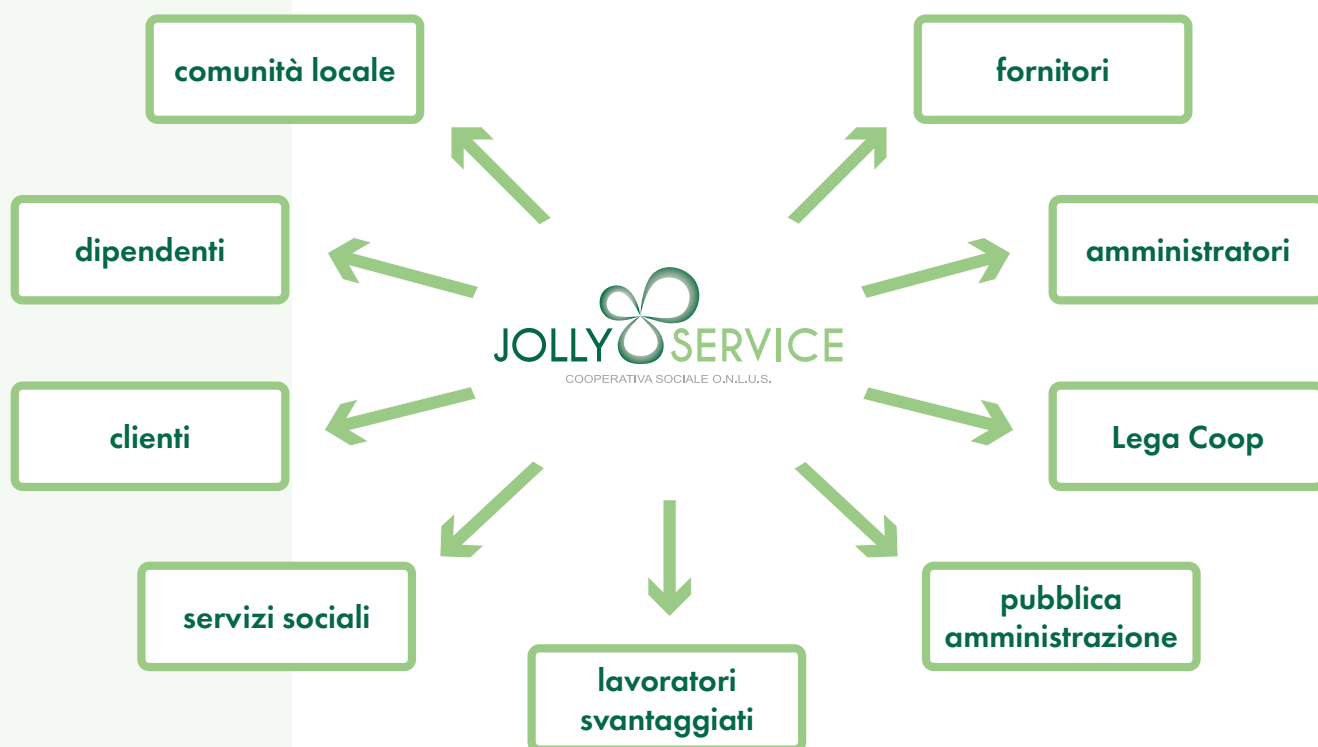 comunità locale
fornitori
dipendenti
amministratori
JOLLY SERVICE
COOPERATIVA SOCIALE O.N.L.U.S.
clienti
Lega Coop
servizi sociali
pubblica
amministrazione
lavoratori
svantaggiati